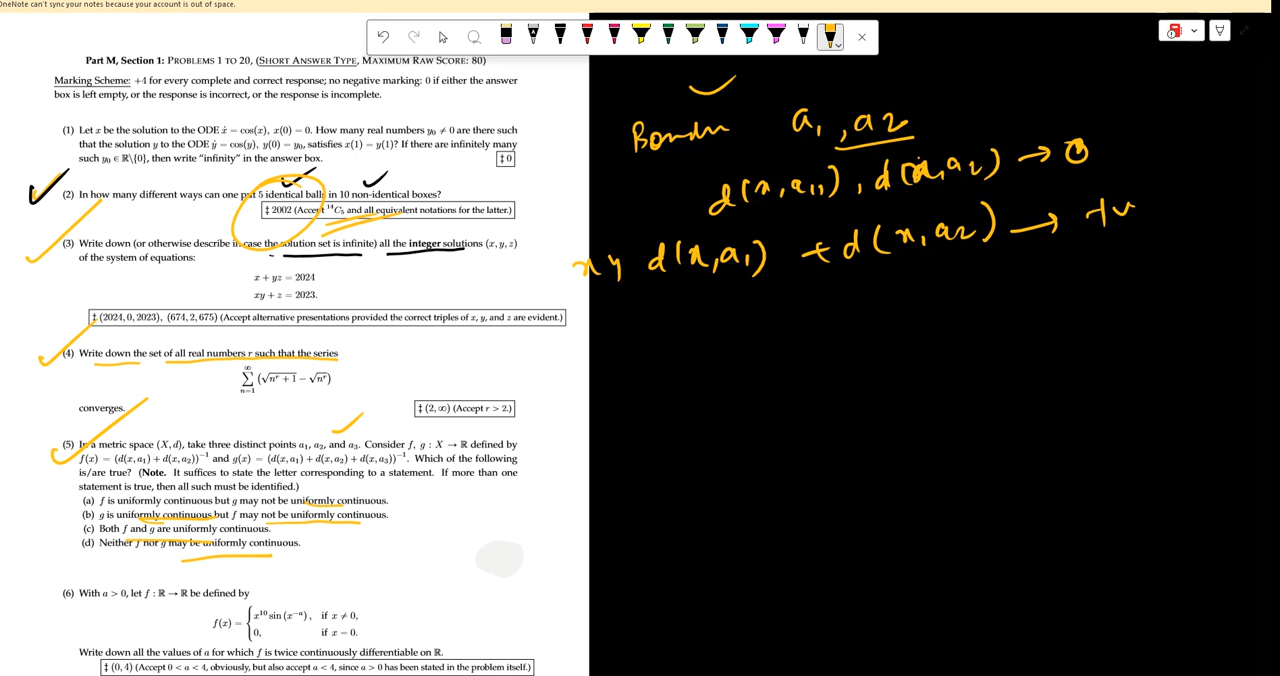 OneNote can't sync your notes because your account is out of space.
Part M, Section 1: PROBLEMS 1 TO 20, (SHORT ANSWER TYPE, MAXIMUM RAW SCORE: 80)
Marking Scheme: +4 for every complete and correct response; no negative marking: 0 if either the answer
box is left empty, or the response is incorrect, or the response is incomplete.
(1) Let x be the solution to the ODE ẋ = cos(x), x(0) = 0. How many real numbers y₀ ≠ 0 are there such
that the solution y to the ODE ẏ = cos(y), y(0) = y₀, satisfies x(1) = y(1)? If there are infinitely many
such y₀ ∈ ℝ\{0}, then write "infinity" in the answer box.
‡ 0
(2) In how many different ways can one put 5 identical balls in 10 non-identical boxes?
‡ 2002 (Accept ¹⁴C₅ and all equivalent notations for the latter.)
(3) Write down (or otherwise describe in case the solution set is infinite) all the integer solutions (x, y, z)
of the system of equations:
x + yz = 2024
xy + z = 2023.
‡ (2024, 0, 2023), (674, 2, 675) (Accept alternative presentations provided the correct triples of x, y, and z are evident.)
(4) Write down the set of all real numbers r such that the series
∞
∑ (√nʳ + 1 − √nʳ)
n=1
converges.
‡ (2, ∞) (Accept r > 2.)
(5) In a metric space (X, d), take three distinct points a₁, a₂, and a₃. Consider f, g : X → ℝ defined by
f(x) = (d(x, a₁) + d(x, a₂))⁻¹ and g(x) = (d(x, a₁) + d(x, a₂) + d(x, a₃))⁻¹. Which of the following
is/are true? (Note. It suffices to state the letter corresponding to a statement. If more than one
statement is true, then all such must be identified.)
(a) f is uniformly continuous but g may not be uniformly continuous.
(b) g is uniformly continuous but f may not be uniformly continuous.
(c) Both f and g are uniformly continuous.
(d) Neither f nor g may be uniformly continuous.
(6) With a > 0, let f : ℝ → ℝ be defined by
f(x) = { x¹⁰ sin (x⁻ᵃ), if x ≠ 0,
0, if x = 0.
Write down all the values of a for which f is twice continuously differentiable on ℝ.
‡ (0, 4) (Accept 0 < a < 4, obviously, but also accept a < 4, since a > 0 has been stated in the problem itself.)
a₁, a₂
d(x, a₁), d(x, a₂) → 0
x y d(x, a₁) + d(x, a₂) → +v